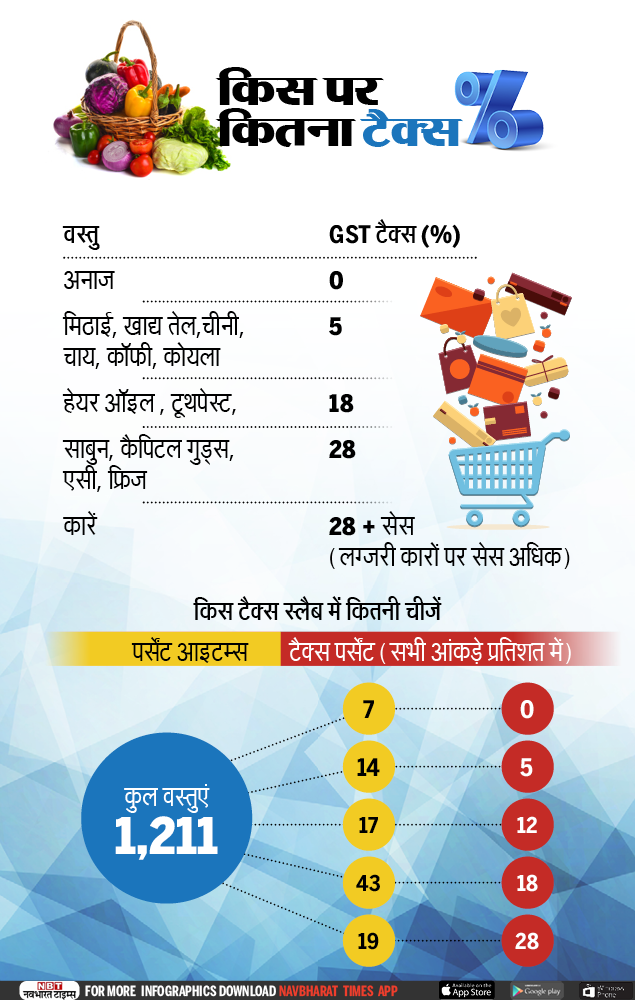 किस पर
कितना टैक्स %
वस्तु GST टैक्स (%)
अनाज 0
मिठाई, खाद्य तेल,चीनी, 5
चाय, कॉफी, कोयला
हेयर ऑइल , टूथपेस्ट, 18
साबुन, कैपिटल गुड्स, 28
एसी, फ्रिज
कारें 28 + सेस
( लग्जरी कारों पर सेस अधिक )
किस टैक्स स्लैब में कितनी चीजें
पर्सेंट आइटम्स टैक्स पर्सेंट ( सभी आंकड़े प्रतिशत में )
7 0
14 5
कुल वस्तुएं
1,211
17 12
43 18
19 28
NBT
नवभारत टाइम्स
FOR MORE INFOGRAPHICS DOWNLOAD NAVBHARAT TIMES APP
Available on the
App Store
Google play
Windows
Phone